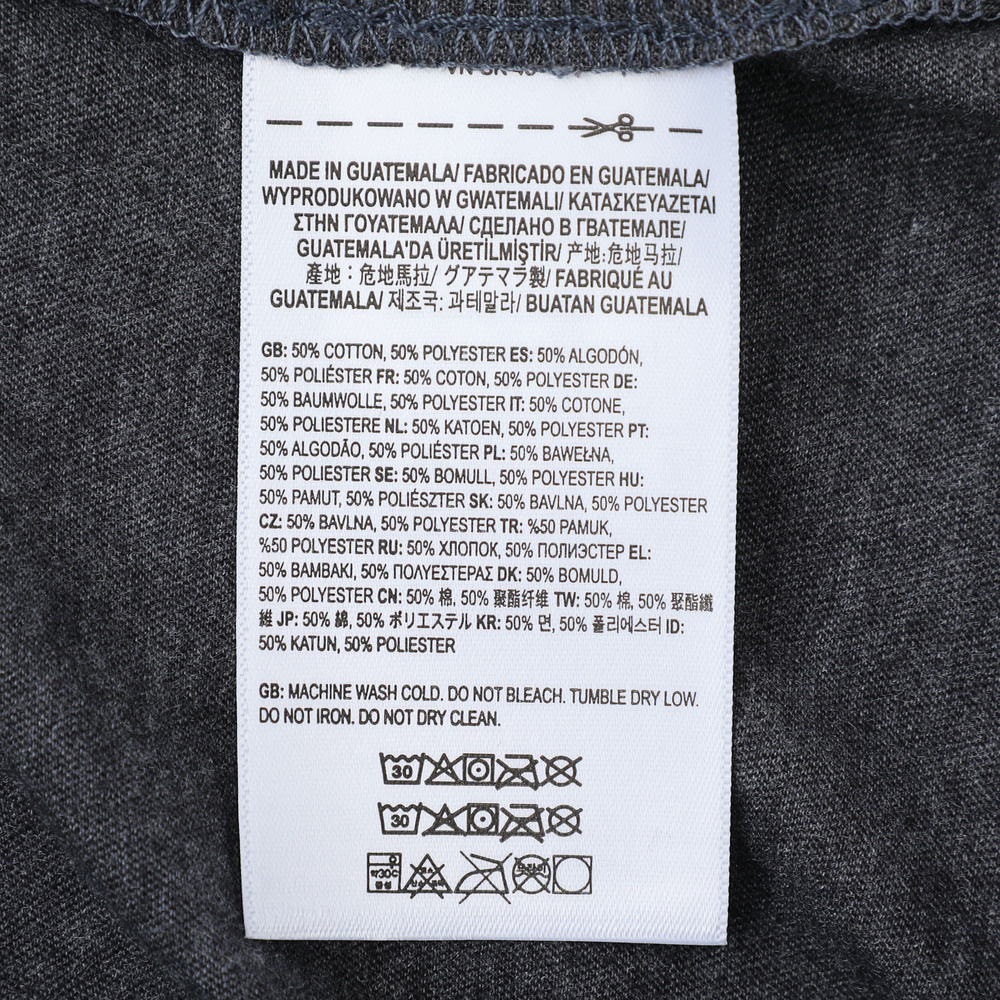 MADE IN GUATEMALA/ FABRICADO EN GUATEMALA/
WYPRODUKOWANO W GWATEMALI/ ΚΑΤΑΣΚΕΥΑΖΕΤΑΙ
ΣΤΗΝ ΓΟΥΑΤΕΜΑΛΑ/ СДЕЛАНО В ГВАТЕМАЛЕ/
GUATEMALA'DA ÜRETİLMİŞTİR/ 产地:危地马拉/
產地：危地馬拉/ グアテマラ製/ FABRIQUÉ AU
GUATEMALA/ 제조국: 과테말라/ BUATAN GUATEMALA
GB: 50% COTTON, 50% POLYESTER ES: 50% ALGODÓN,
50% POLIÉSTER FR: 50% COTON, 50% POLYESTER DE:
50% BAUMWOLLE, 50% POLYESTER IT: 50% COTONE,
50% POLIESTERE NL: 50% KATOEN, 50% POLYESTER PT:
50% ALGODÃO, 50% POLIÉSTER PL: 50% BAWEŁNA,
50% POLIESTER SE: 50% BOMULL, 50% POLYESTER HU:
50% PAMUT, 50% POLIÉSZTER SK: 50% BAVLNA, 50% POLYESTER
CZ: 50% BAVLNA, 50% POLYESTER TR: %50 PAMUK,
%50 POLYESTER RU: 50% ХЛОПОК, 50% ПОЛИЭСТЕР EL:
50% ΒΑΜΒΑΚΙ, 50% ΠΟΛΥΕΣΤΕΡΑΣ DK: 50% BOMULD,
50% POLYESTER CN: 50% 棉, 50% 聚酯纤维 TW: 50% 棉, 50% 聚酯纖
維 JP: 50% 綿, 50% ポリエステル KR: 50% 면, 50% 폴리에스터 ID:
50% KATUN, 50% POLIESTER
GB: MACHINE WASH COLD. DO NOT BLEACH. TUMBLE DRY LOW.
DO NOT IRON. DO NOT DRY CLEAN.
30
30
약30℃
중성